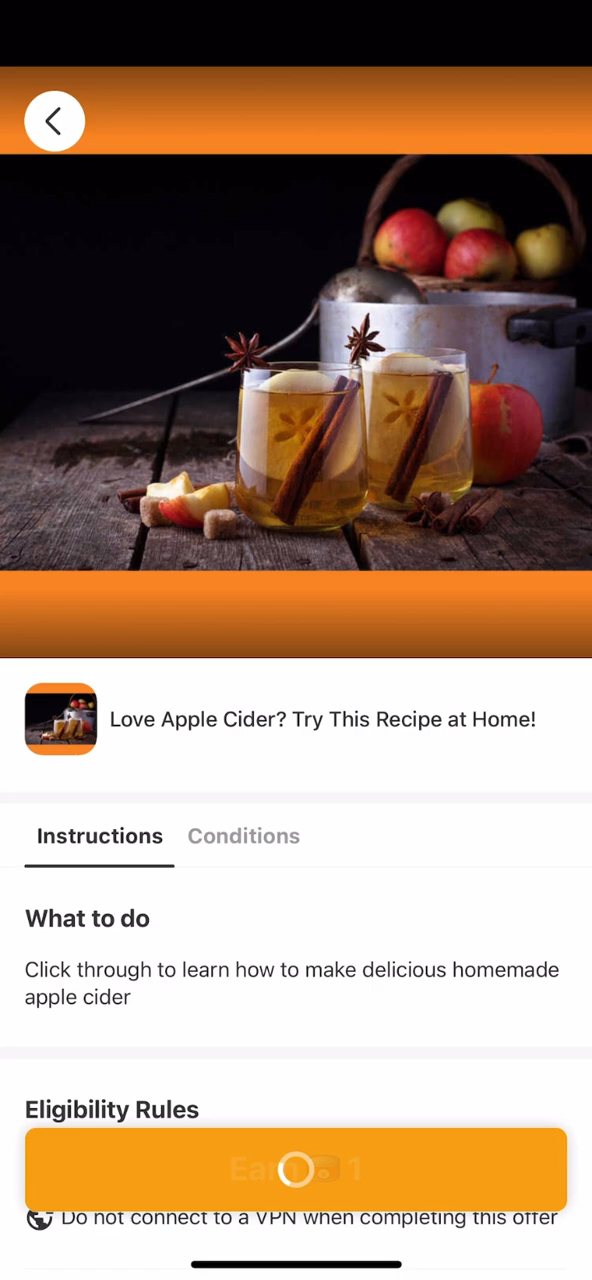 Love Apple Cider? Try This Recipe at Home!
Instructions Conditions
What to do
Click through to learn how to make delicious homemade
apple cider
Eligibility Rules
Earn 1
Do not connect to a VPN when completing this offer